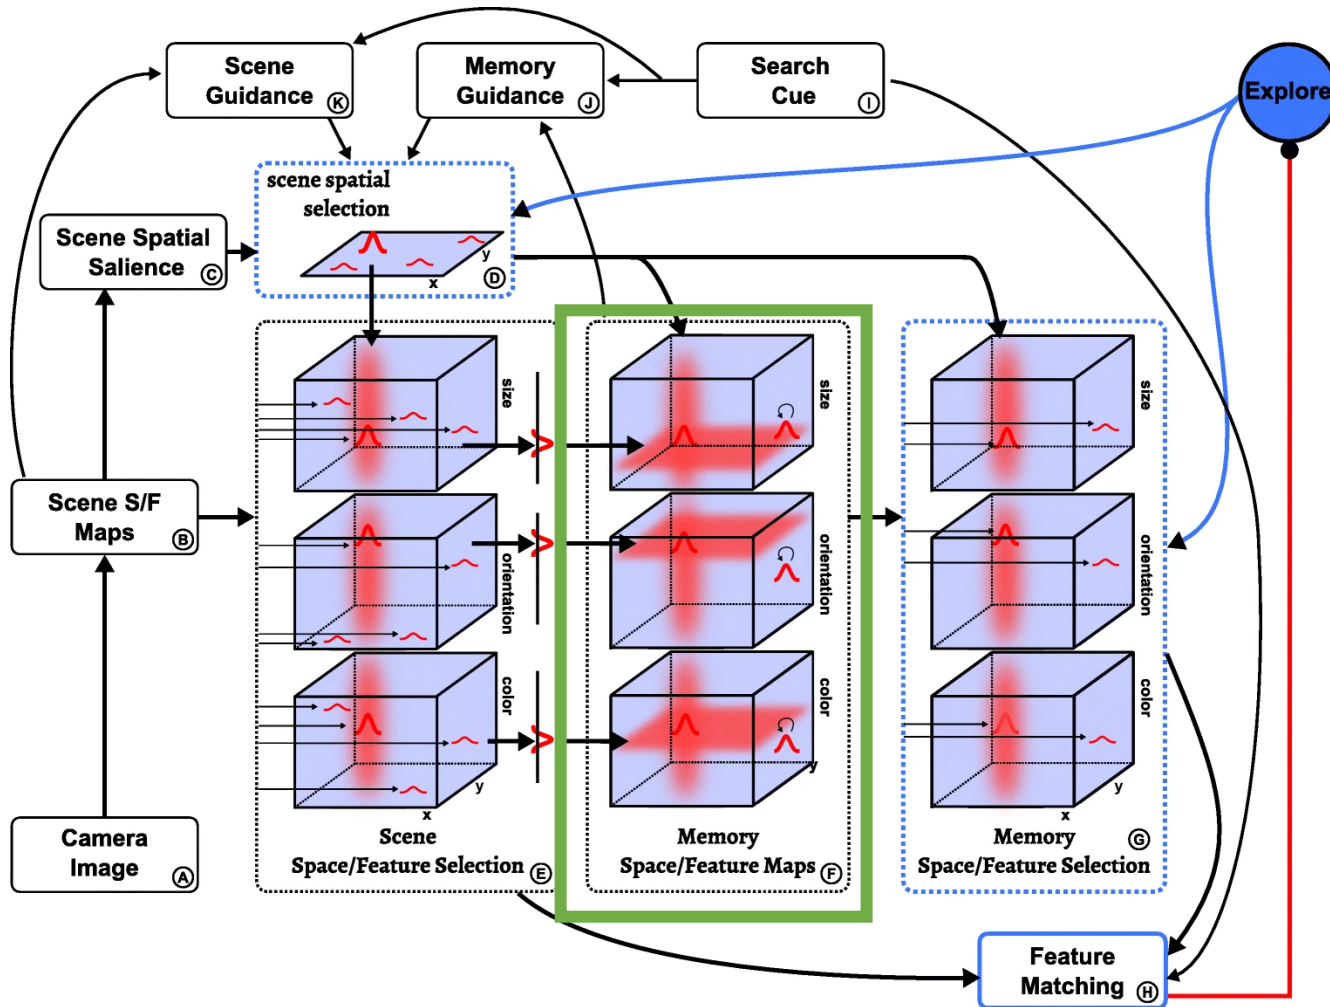 Scene
Guidance
K
Memory
Guidance
J
Search
Cue
I
Explore
scene spatial
selection
y
x
D
Scene Spatial
Salience
C
size
size
size
Scene S/F
Maps
B
orientation
orientation
orientation
color
color
color
y
x
y
y
x
Camera
Image
A
Scene
Space/Feature Selection
E
Memory
Space/Feature Maps
F
Memory
Space/Feature Selection
G
Feature
Matching
H